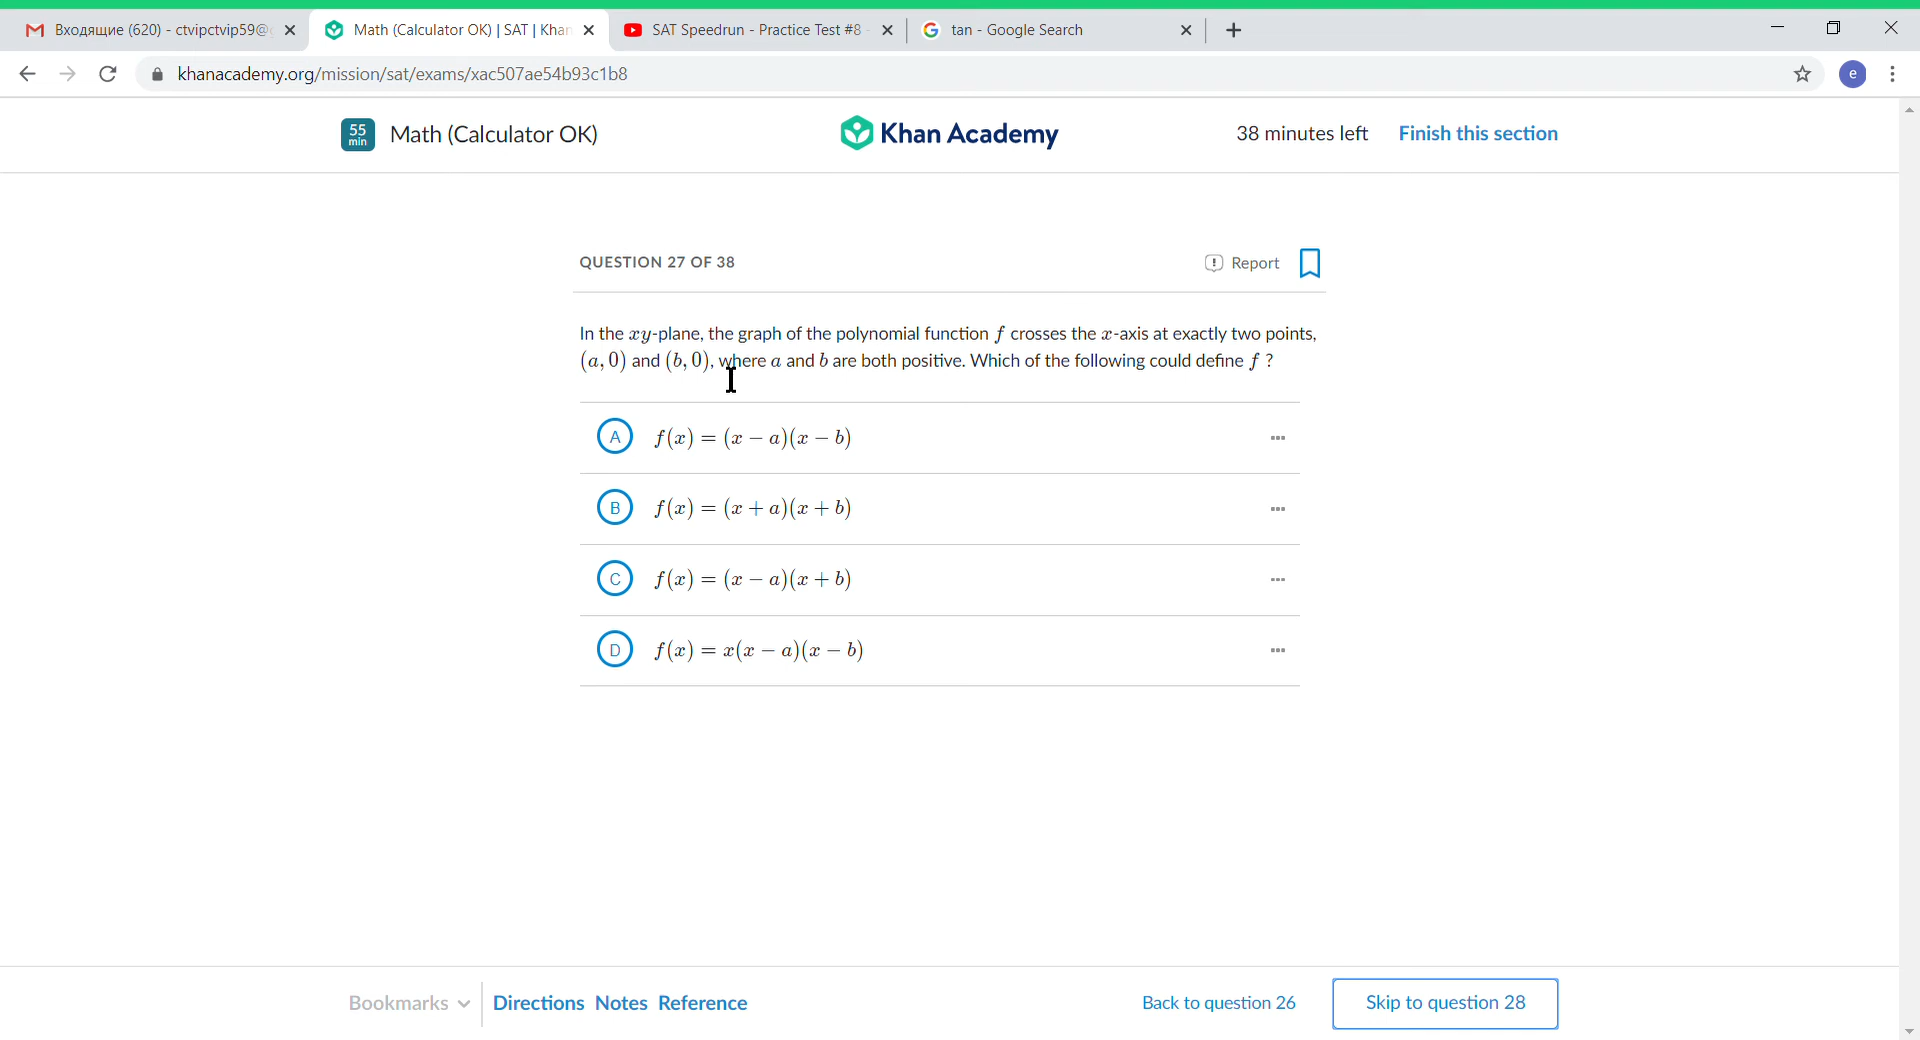 Входящие (620) - ctvipctvip59@
Math (Calculator OK) | SAT | Khan
SAT Speedrun - Practice Test #8
tan - Google Search
khanacademy.org/mission/sat/exams/xac507ae54b93c1b8
e
55
min
Math (Calculator OK)
Khan Academy
38 minutes left
Finish this section
QUESTION 27 OF 38
Report
In the xy-plane, the graph of the polynomial function f crosses the x-axis at exactly two points,
(a, 0) and (b, 0), where a and b are both positive. Which of the following could define f ?
A f(x) = (x − a)(x − b)
B f(x) = (x + a)(x + b)
C f(x) = (x − a)(x + b)
D f(x) = x(x − a)(x − b)
Bookmarks
Directions
Notes
Reference
Back to question 26
Skip to question 28